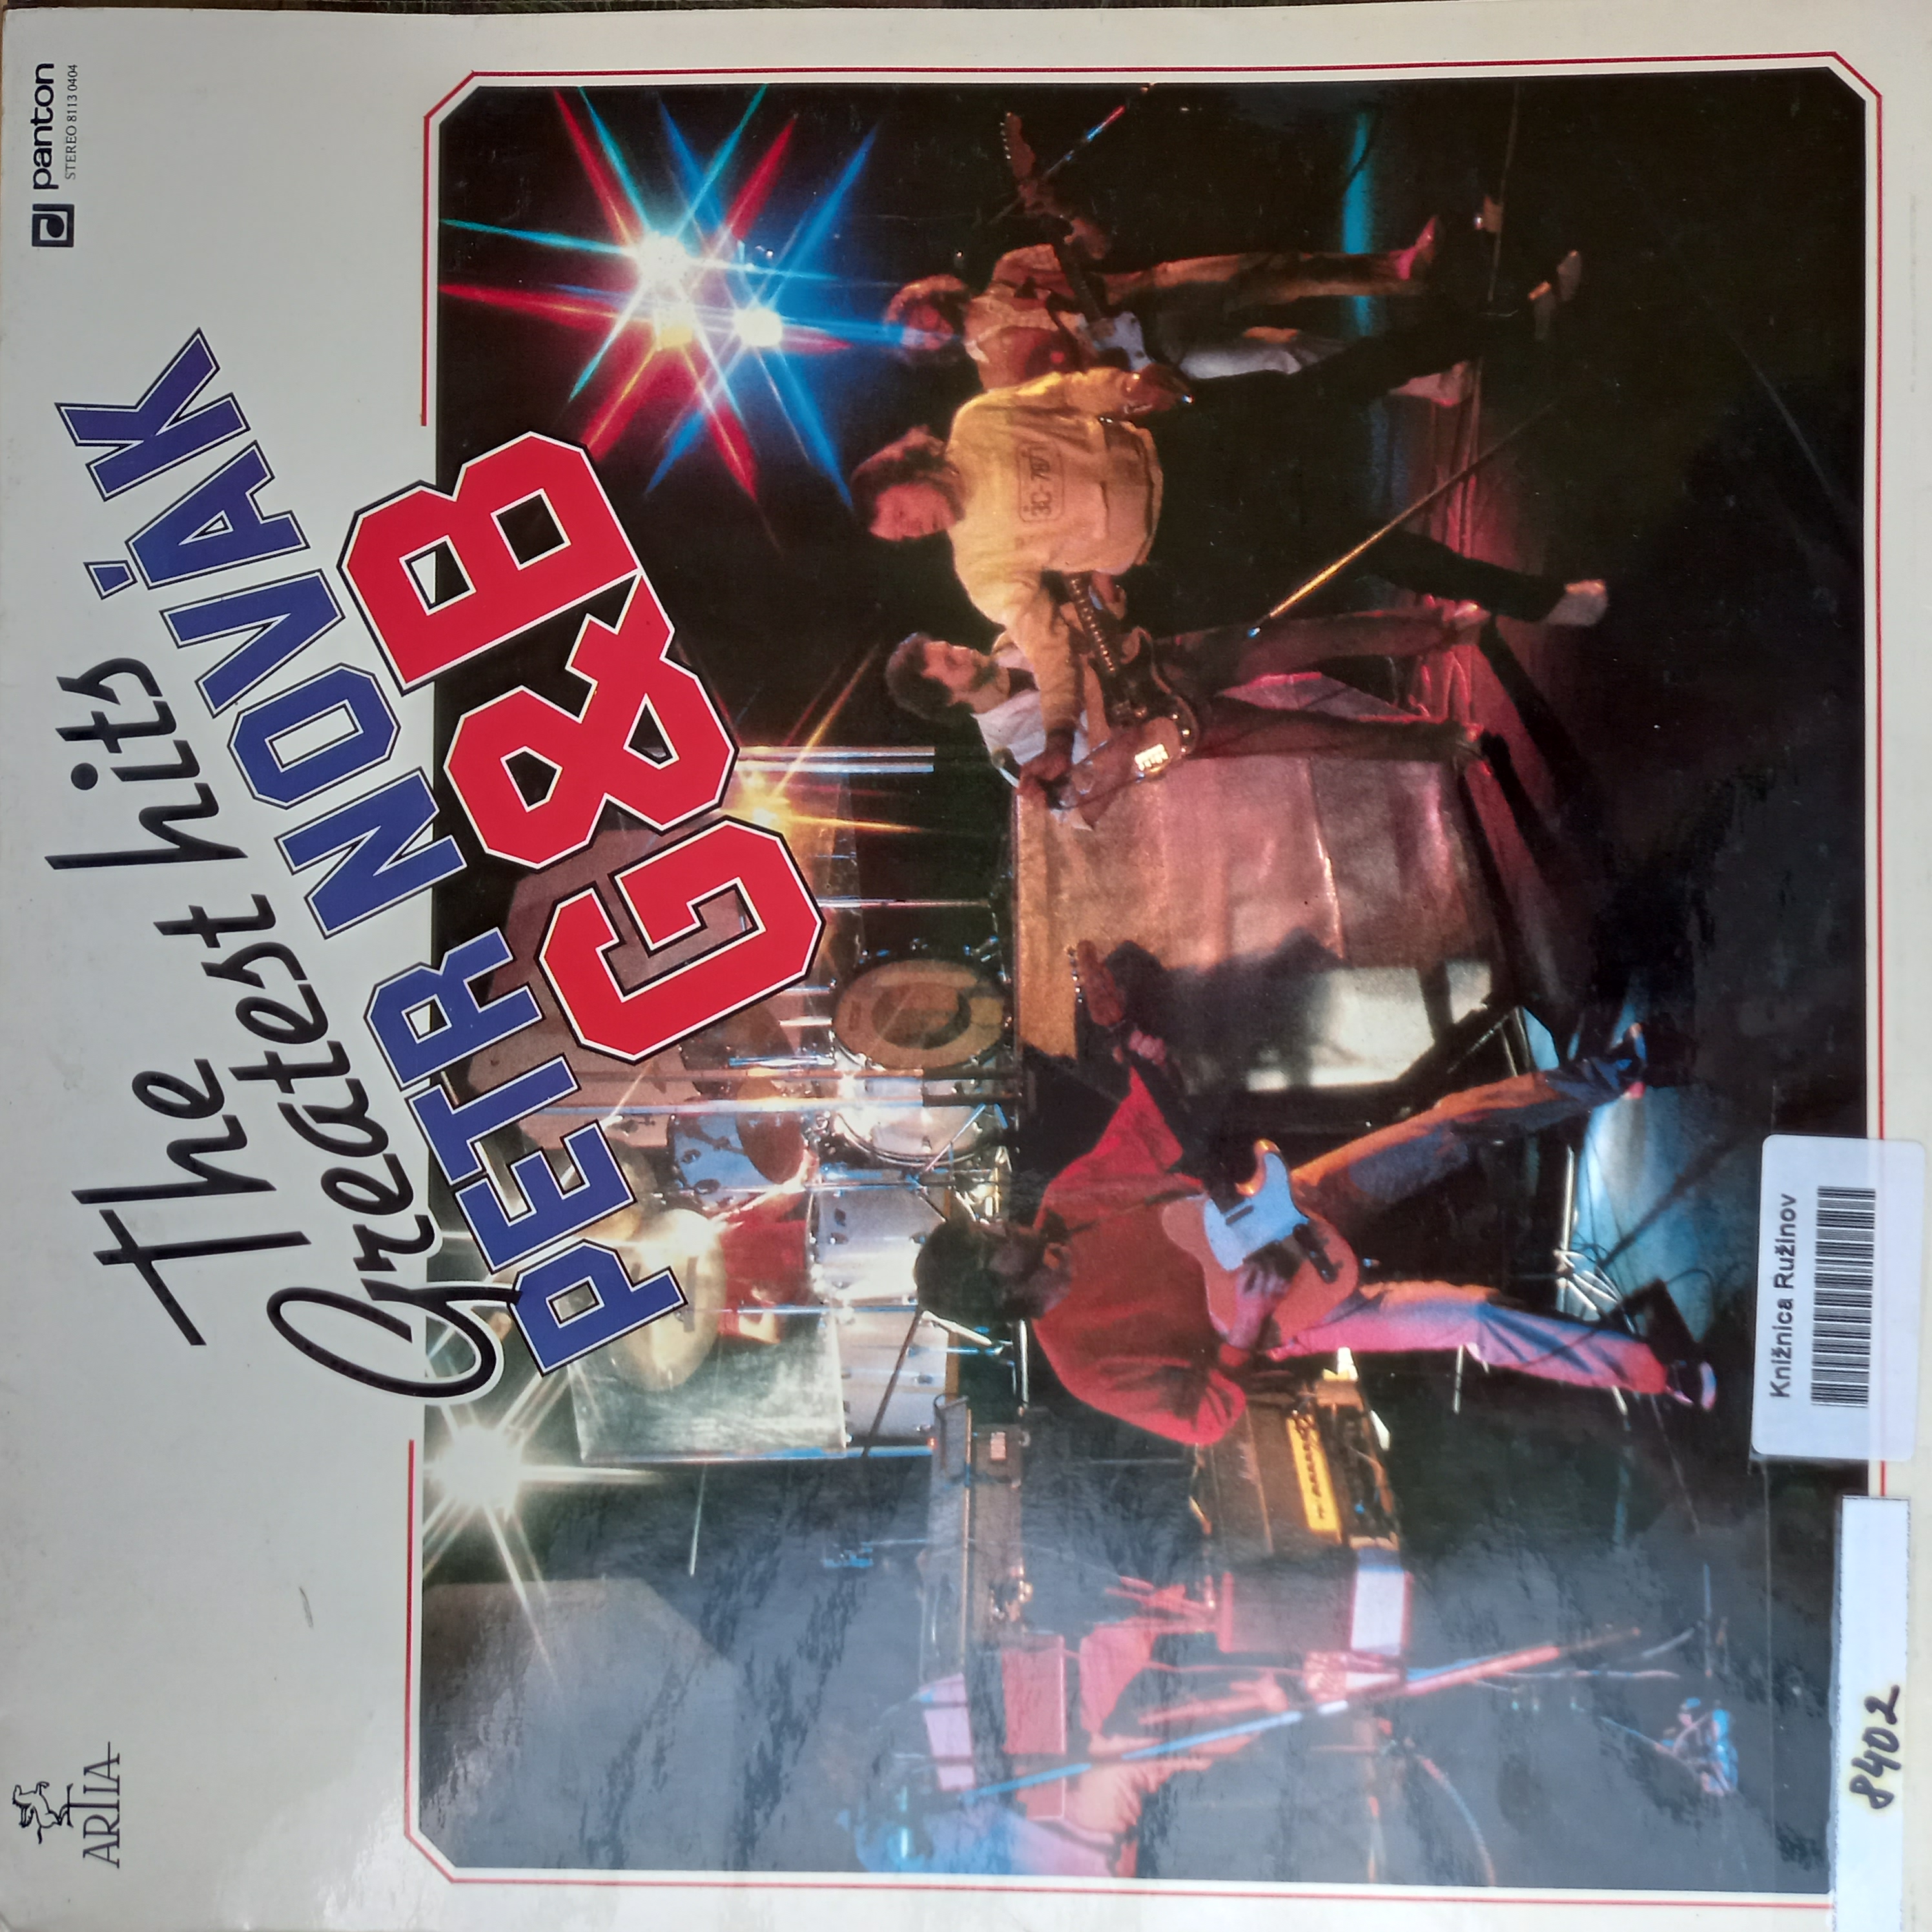 ARTIA
panton
STEREO 8113 0404
The
Greatest hits
PETR NOVÁK
G&B
Knižnica Ružinov
8402